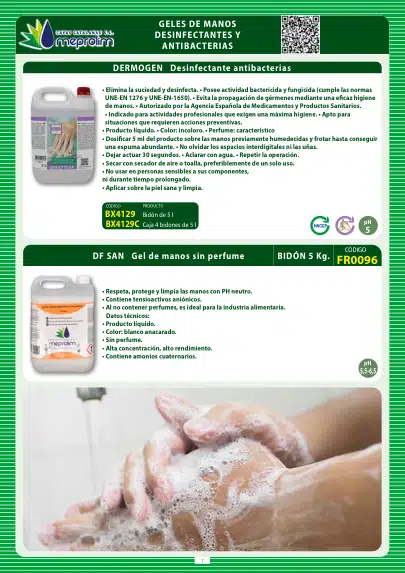 CUYÁS CATALANAS S.L.
meprolim
GELES DE MANOS
DESINFECTANTES Y
ANTIBACTERIAS
DERMOGEN Desinfectante antibacterias
• Elimina la suciedad y desinfecta. • Posee actividad bactericida y fungicida (cumple las normas
UNE-EN 1276 y UNE-EN-1650). • Evita la propagación de gérmenes mediante una eficaz higiene
de manos. • Autorizado por la Agencia Española de Medicamentos y Productos Sanitarios.
• Indicado para actividades profesionales que exigen una máxima higiene. • Apto para
situaciones que requieren acciones preventivas.
• Producto líquido. • Color: incoloro. • Perfume: característico
• Dosificar 5 ml del producto sobre las manos previamente humedecidas y frotar hasta conseguir
una espuma abundante. • No olvidar los espacios interdigitales ni las uñas.
• Dejar actuar 30 segundos. • Aclarar con agua. • Repetir la operación.
• Secar con secador de aire o toalla, preferiblemente de un solo uso.
• No usar en personas sensibles a sus componentes,
ni durante tiempo prolongado.
• Aplicar sobre la piel sana y limpia.
CÓDIGO PRODUCTO
BX4129 Bidón de 5 l
BX4129C Caja 4 bidones de 5 l
HACCP
pH
5
DF SAN Gel de manos sin perfume
BIDÓN 5 Kg.
CÓDIGO
FR0096
• Respeta, protege y limpia las manos con PH neutro.
• Contiene tensioactivos aniónicos.
• Al no contener perfumes, es ideal para la industria alimentaria.
Datos técnicos:
• Producto líquido.
• Color: blanco anacarado.
• Sin perfume.
• Alta concentración, alto rendimiento.
• Contiene amonios cuaternarios.
meprolim
pH
5,5-6,5